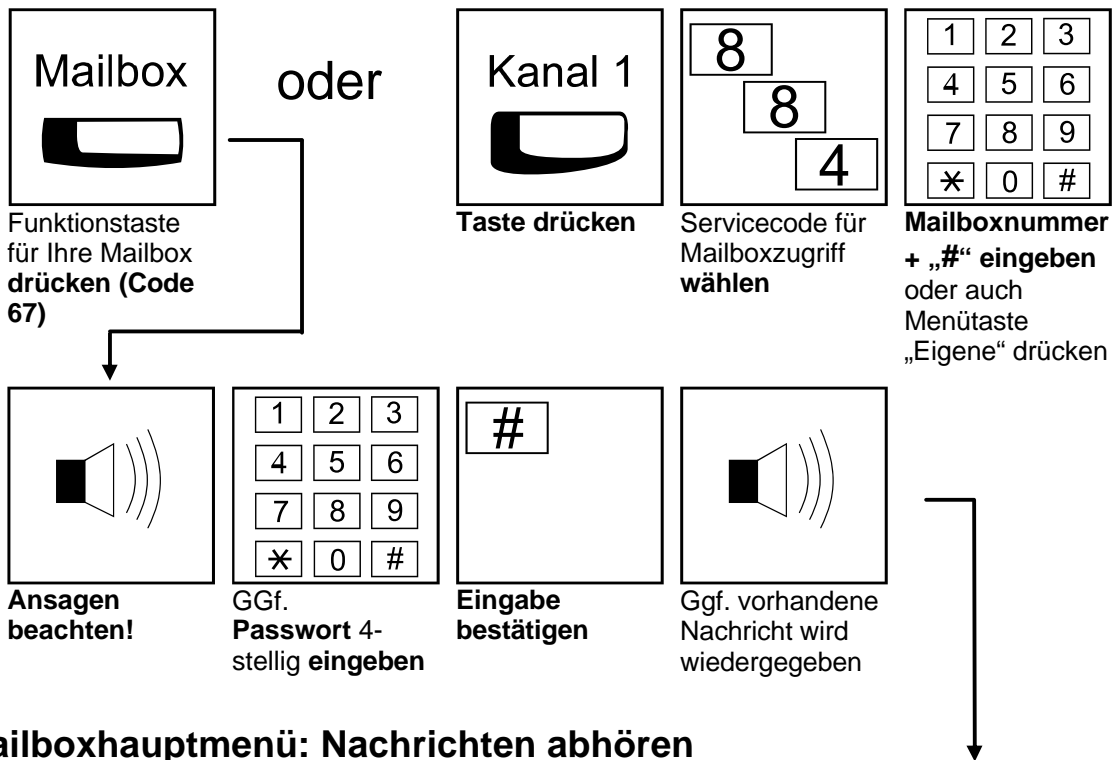 Mailbox
oder
Kanal 1
8
8
4
1 2 3
4 5 6
7 8 9
* 0 #
Funktionstaste
für Ihre Mailbox
drücken (Code
67)
Taste drücken
Servicecode für
Mailboxzugriff
wählen
Mailboxnummer
+ „#“ eingeben
oder auch
Menütaste
„Eigene“ drücken
1 2 3
4 5 6
7 8 9
* 0 #
#
Ansagen
beachten!
GGf.
Passwort 4-
stellig eingeben
Eingabe
bestätigen
Ggf. vorhandene
Nachricht wird
wiedergegeben
ailboxhauptmenü: Nachrichten abhören